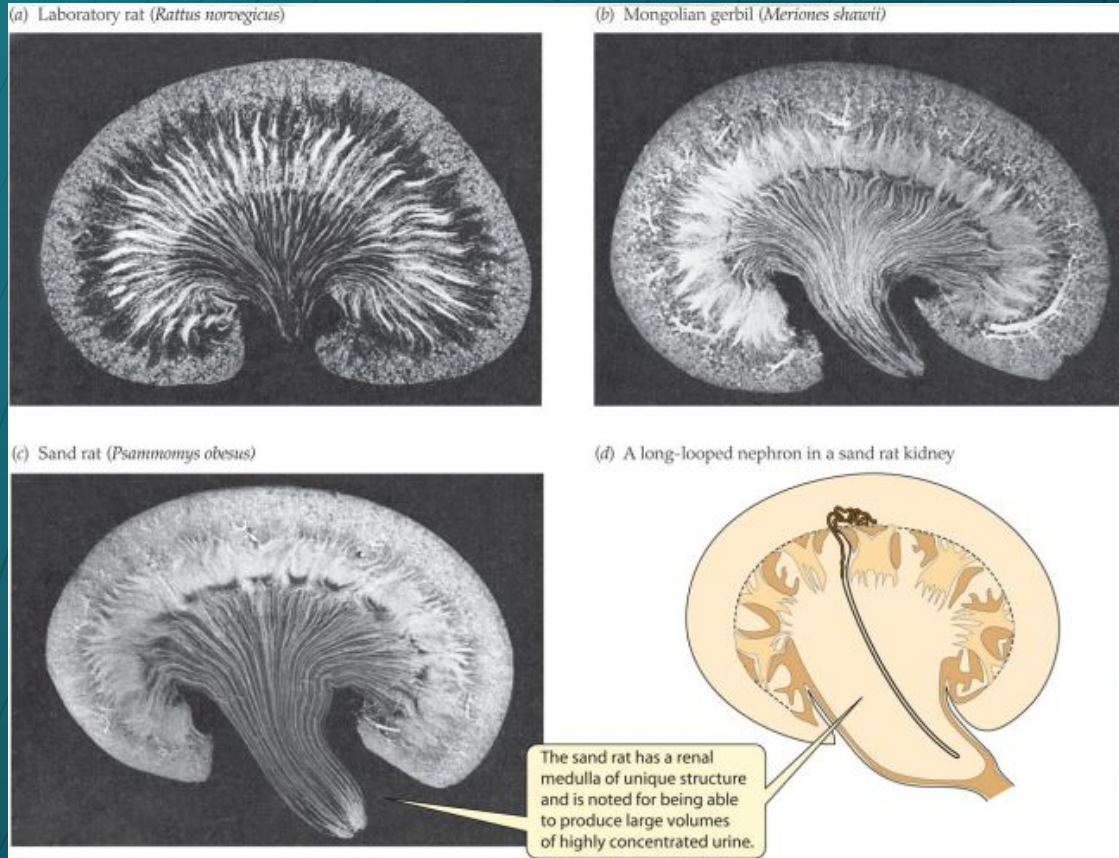 (a) Laboratory rat (Rattus norvegicus)
(b) Mongolian gerbil (Meriones shawii)
(c) Sand rat (Psammomys obesus)
(d) A long-looped nephron in a sand rat kidney
The sand rat has a renal
medulla of unique structure
and is noted for being able
to produce large volumes
of highly concentrated urine.